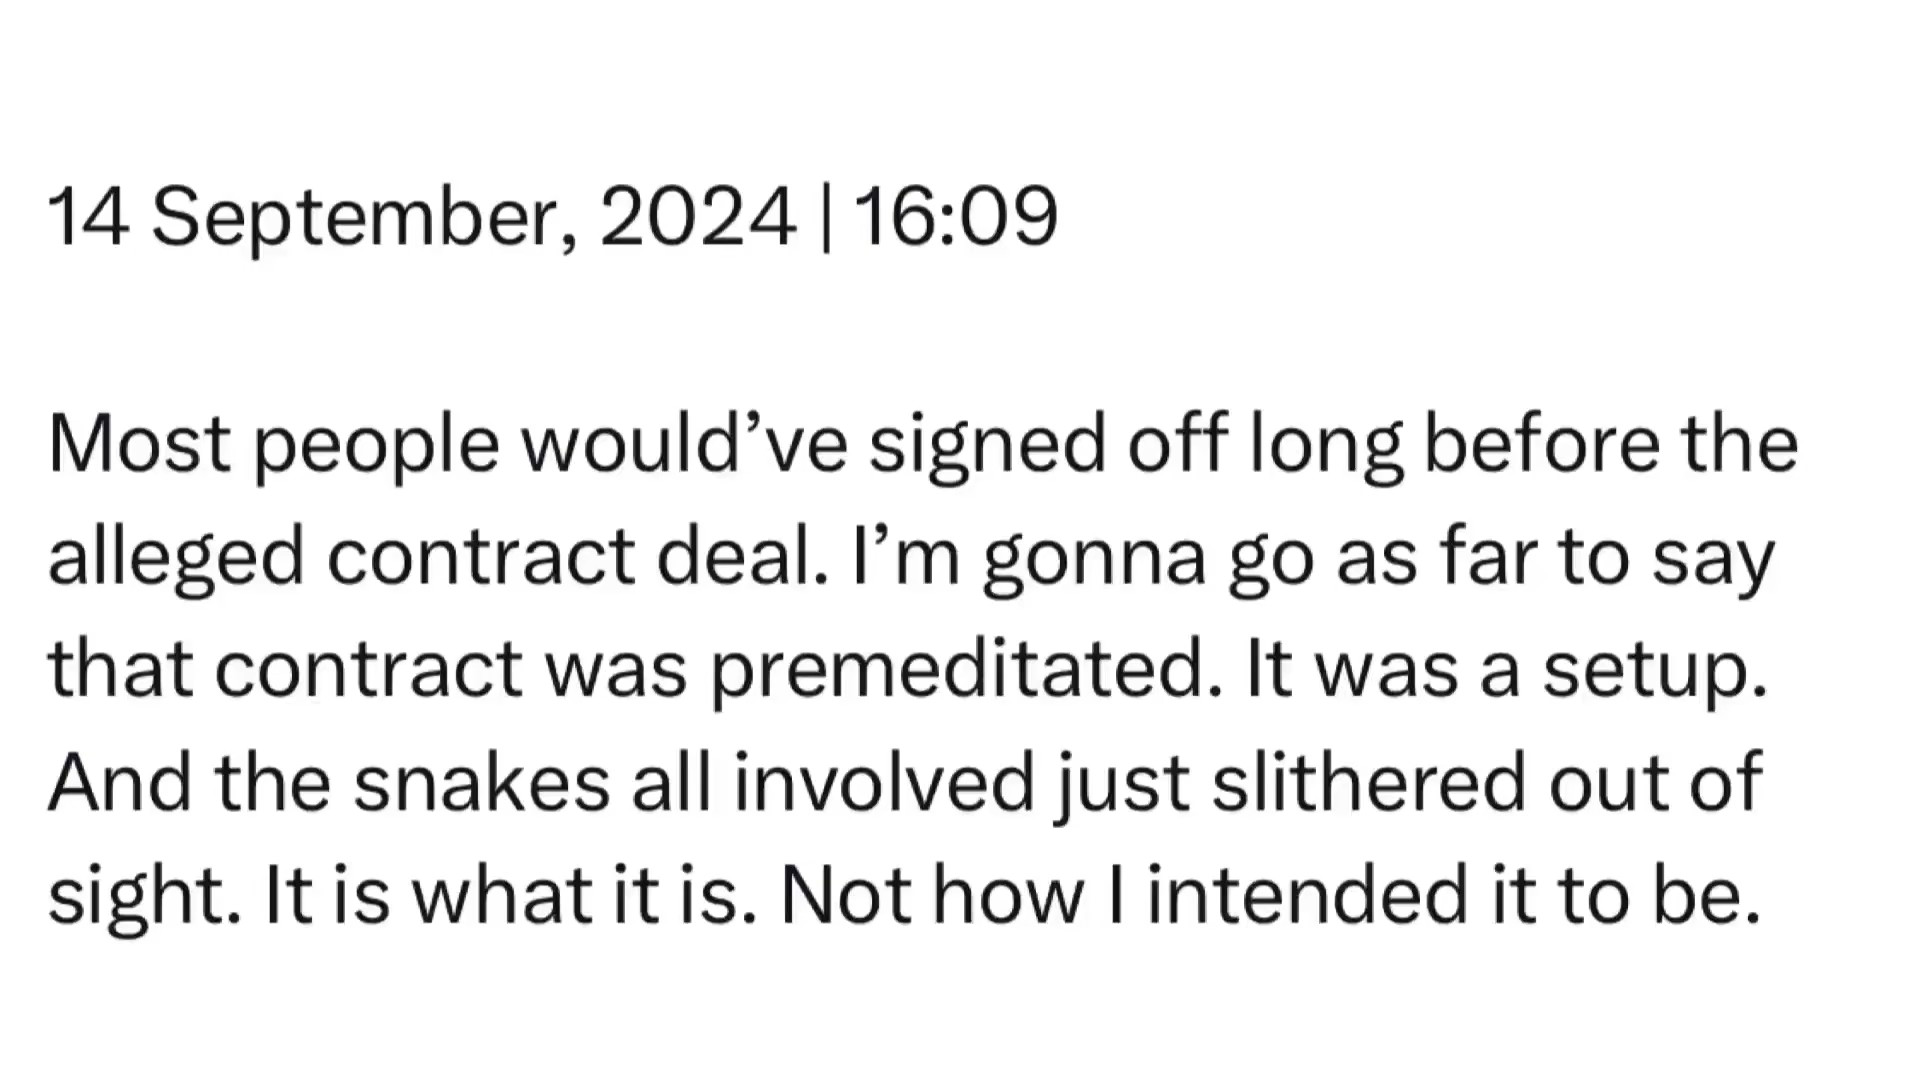 14 September, 2024 | 16:09
Most people would’ve signed off long before the
alleged contract deal. I’m gonna go as far to say
that contract was premeditated. It was a setup.
And the snakes all involved just slithered out of
sight. It is what it is. Not how I intended it to be.